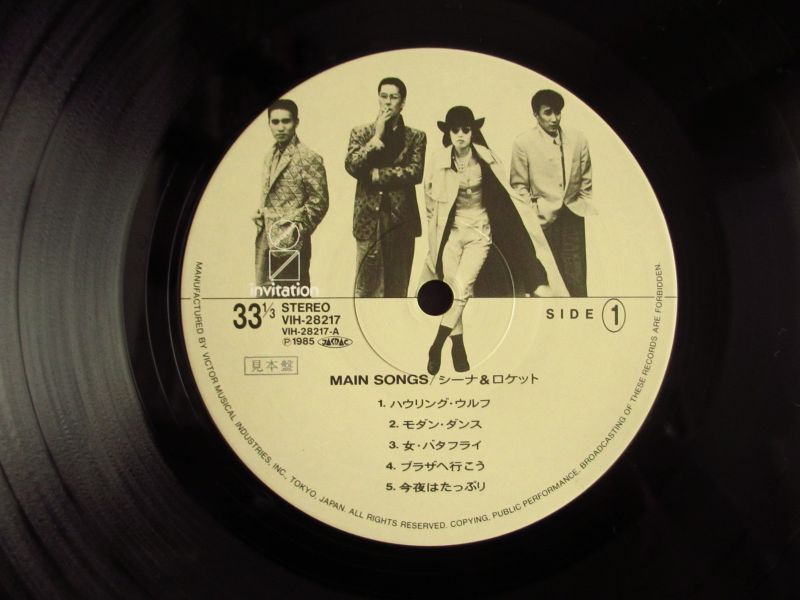 invitation
33 1/3 STEREO
VIH-28217
VIH-28217-A
Ⓟ1985 JASRAC
SIDE 1
見本盤
MAIN SONGS/シーナ&ロケット
1. ハウリング・ウルフ
2. モダン・ダンス
3. 女・バタフライ
4. プラザへ行こう
5. 今夜はたっぷり
MANUFACTURED BY VICTOR MUSICAL INDUSTRIES, INC., TOKYO, JAPAN. ALL RIGHTS RESERVED. COPYING, PUBLIC PERFORMANCE, BROADCASTING OF THESE RECORDS ARE FORBIDDEN.